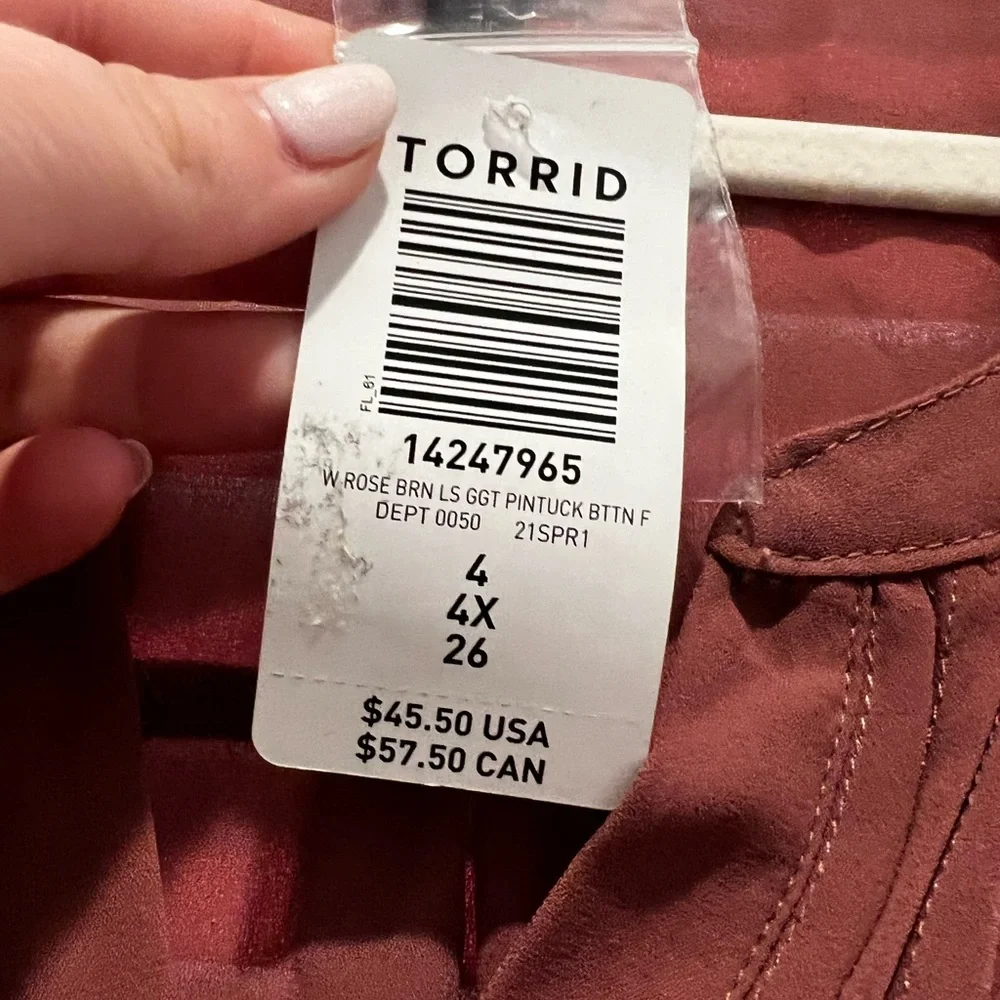 TORRID
FL_61
14247965
W ROSE BRN LS GGT PINTUCK BTTN F
DEPT 0050 21SPR1
4
4X
26
$45.50 USA
$57.50 CAN